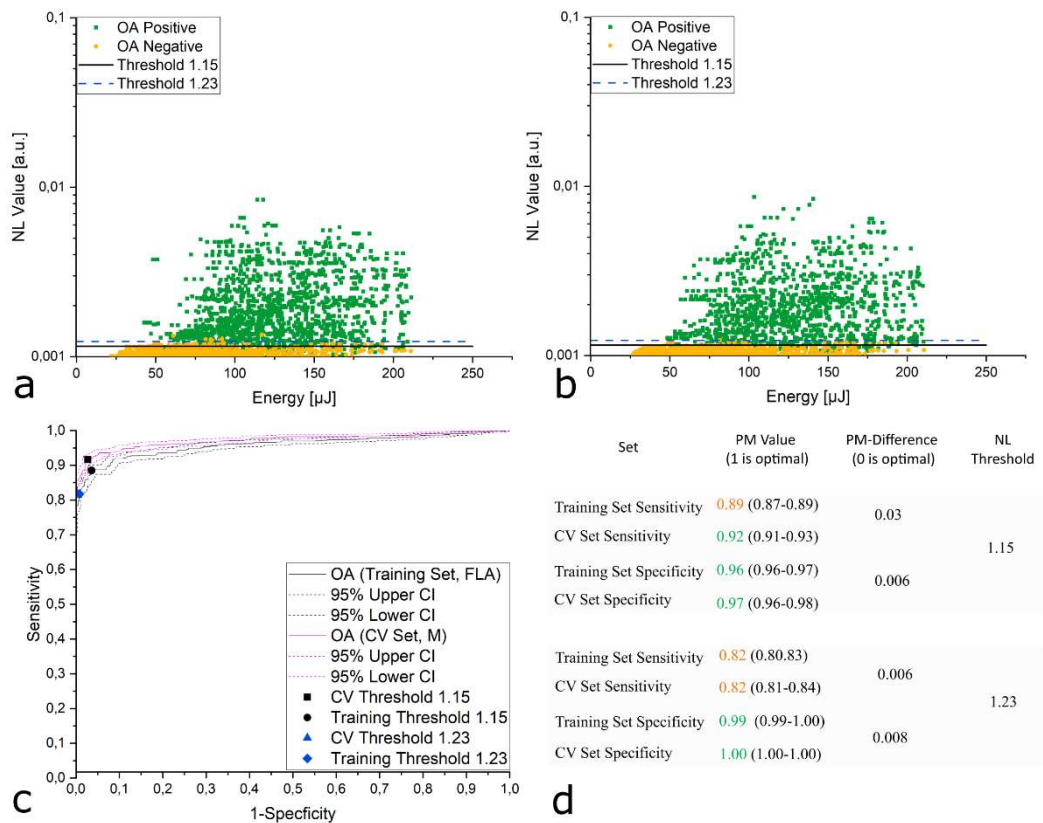 0,1
OA Positive
OA Negative
Threshold 1.15
Threshold 1.23
NL Value [a.u.]
0,01
0,001
0
50
100
150
200
250
Energy [µJ]
a
0,1
OA Positive
OA Negative
Threshold 1.15
Threshold 1.23
NL Value [a.u.]
0,01
0,001
0
50
100
150
200
250
Energy [µJ]
b
1,0
0,9
0,8
0,7
0,6
0,5
0,4
0,3
0,2
0,1
0,0
Sensitivity
OA (Training Set, FLA)
95% Upper CI
95% Lower CI
OA (CV Set, M)
95% Upper CI
95% Lower CI
CV Threshold 1.15
Training Threshold 1.15
CV Threshold 1.23
Training Threshold 1.23
0,0
0,1
0,2
0,3
0,4
0,5
0,6
0,7
0,8
0,9
1,0
1-Specficity
c
Set
PM Value
(1 is optimal)
PM-Difference
(0 is optimal)
NL
Threshold
Training Set Sensitivity
0.89 (0.87-0.89)
0.03
CV Set Sensitivity
0.92 (0.91-0.93)
1.15
Training Set Specificity
0.96 (0.96-0.97)
0.006
CV Set Specificity
0.97 (0.96-0.98)
Training Set Sensitivity
0.82 (0.80.83)
0.006
CV Set Sensitivity
0.82 (0.81-0.84)
1.23
Training Set Specificity
0.99 (0.99-1.00)
0.008
CV Set Specificity
1.00 (1.00-1.00)
d